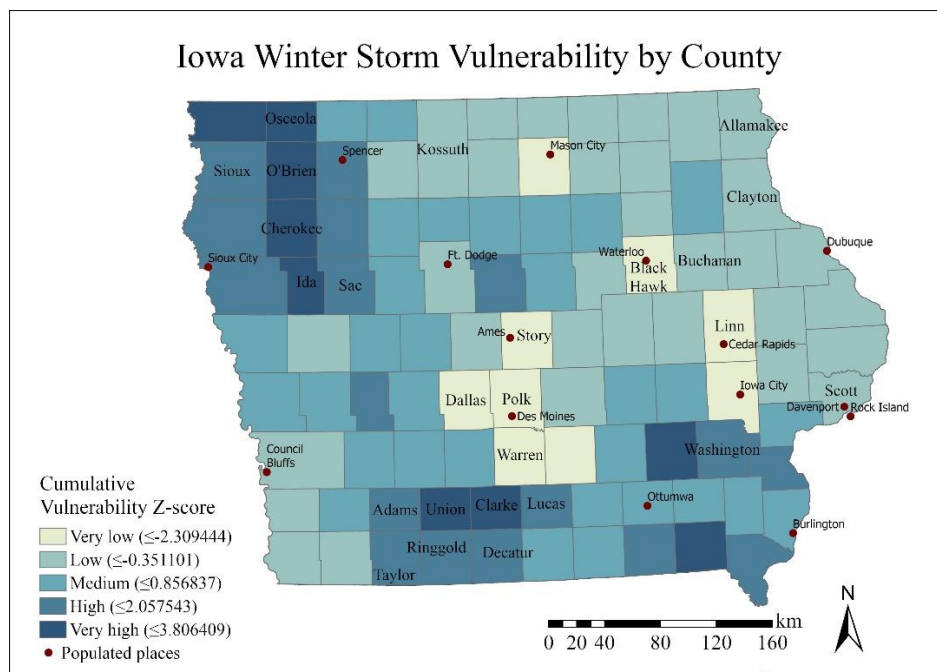 Iowa Winter Storm Vulnerability by County
Osceola
Allamakee
Spencer
Kossuth
Mason City
Sioux
O'Brien
Clayton
Cherokee
Dubuque
Sioux City
Ft. Dodge
Waterloo
Black
Hawk
Buchanan
Ida
Sac
Ames
Story
Linn
Cedar Rapids
Dallas
Polk
Des Moines
Iowa City
Scott
Davenport
Rock Island
Council
Bluffs
Warren
Washington
Adams
Union
Clarke
Lucas
Ottumwa
Burlington
Ringgold
Decatur
Taylor
Cumulative
Vulnerability Z-score
Very low (≤-2.309444)
Low (≤-0.351101)
Medium (≤0.856837)
High (≤2.057543)
Very high (≤3.806409)
Populated places
N
km
0 20 40 80 120 160